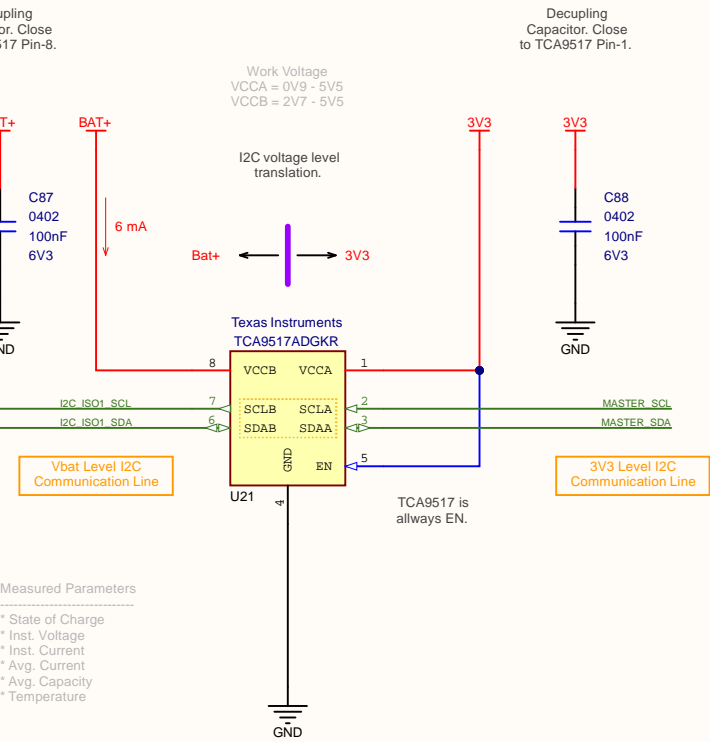 upling
or. Close
517 Pin-8.
Decupling
Capacitor. Close
to TCA9517 Pin-1.
Work Voltage
VCCA = 0V9 - 5V5
VCCB = 2V7 - 5V5
T+
BAT+
3V3
3V3
I2C voltage level
translation.
C87
0402
100nF
6V3
6 mA
C88
0402
100nF
6V3
Bat+
3V3
ND
GND
Texas Instruments
TCA9517ADGKR
8
VCCB
VCCA
1
I2C_ISO1_SCL
7
SCLB
SCLA
2
MASTER_SCL
I2C_ISO1_SDA
6
SDAB
SDAA
3
MASTER_SDA
GND
EN
5
Vbat Level I2C
Communication Line
3V3 Level I2C
Communication Line
U21
4
TCA9517 is
allways EN.
Measured Parameters
------------------------------
* State of Charge
* Inst. Voltage
* Inst. Current
* Avg. Current
* Avg. Capacity
* Temperature
GND